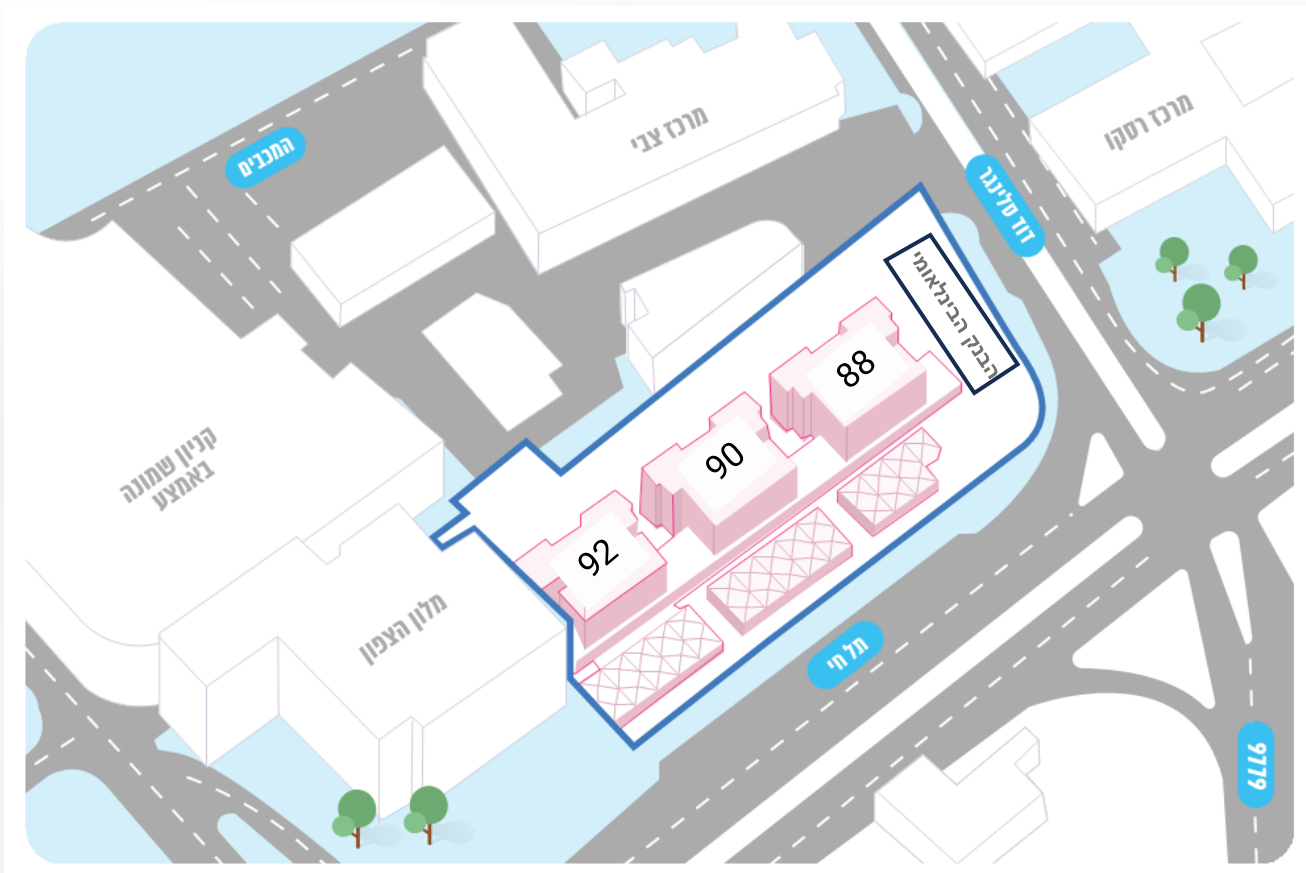 מרכז רסקו
מרכז צבי
המכבים
דוד סלינגר
הבנק הבינלאומי
88
90
92
קניון שמונה
באמצע
מלון הצפון
תל חי
9779